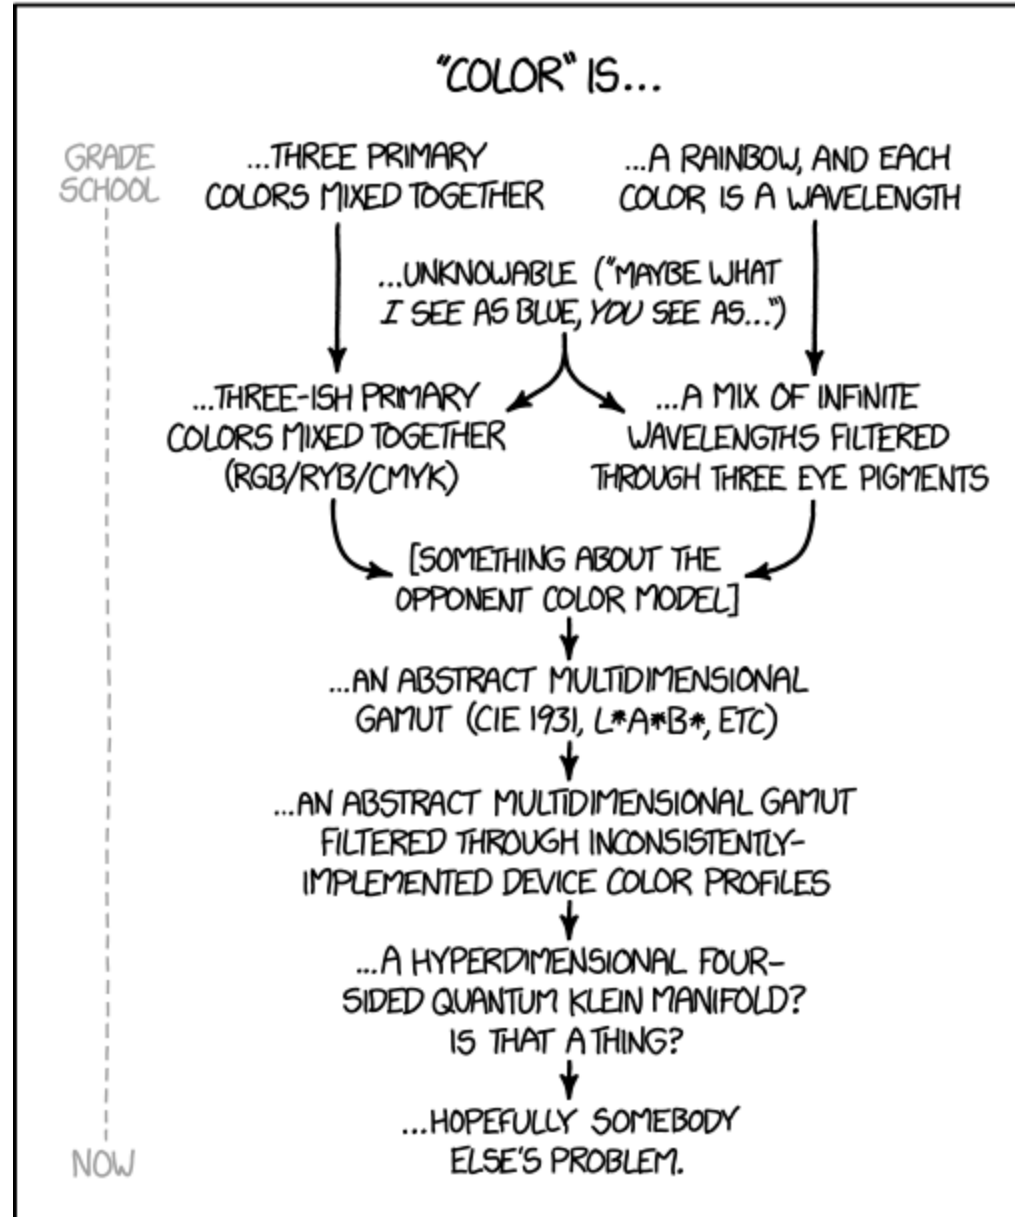 "COLOR" IS...
GRADE
SCHOOL
...THREE PRIMARY
COLORS MIXED TOGETHER
...A RAINBOW, AND EACH
COLOR IS A WAVELENGTH
...UNKNOWABLE ("MAYBE WHAT
I SEE AS BLUE, YOU SEE AS...")
...THREE-ISH PRIMARY
COLORS MIXED TOGETHER
(RGB/RYB/CMYK)
...A MIX OF INFINITE
WAVELENGTHS FILTERED
THROUGH THREE EYE PIGMENTS
[SOMETHING ABOUT THE
OPPONENT COLOR MODEL]
...AN ABSTRACT MULTIDIMENSIONAL
GAMUT (CIE 1931, L*A*B*, ETC)
...AN ABSTRACT MULTIDIMENSIONAL GAMUT
FILTERED THROUGH INCONSISTENTLY-
IMPLEMENTED DEVICE COLOR PROFILES
...A HYPERDIMENSIONAL FOUR-
SIDED QUANTUM KLEIN MANIFOLD?
IS THAT A THING?
...HOPEFULLY SOMEBODY
ELSE'S PROBLEM.
NOW